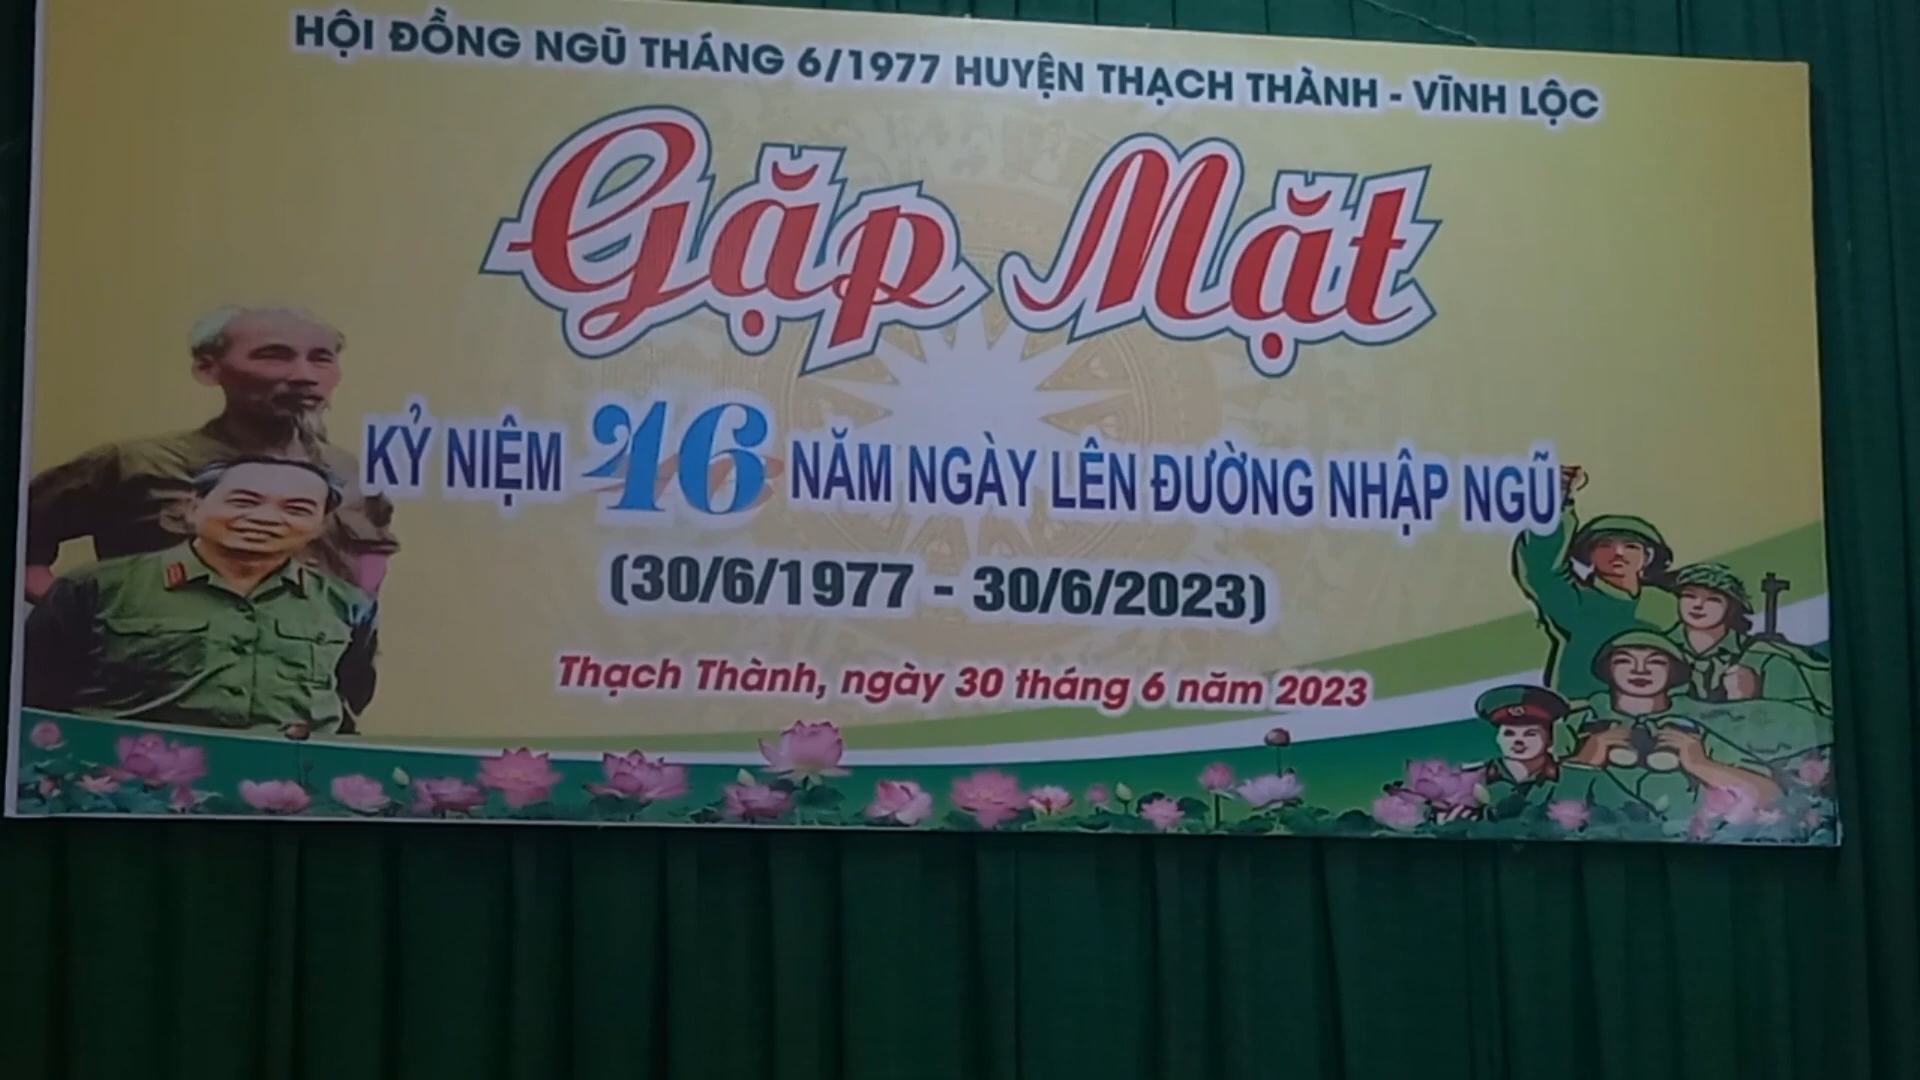 HỘI ĐỒNG NGŨ THÁNG 6/1977 HUYỆN THẠCH THÀNH - VĨNH LỘC
Gặp Mặt
KỶ NIỆM 46 NĂM NGÀY LÊN ĐƯỜNG NHẬP NGŨ
(30/6/1977 - 30/6/2023)
Thạch Thành, ngày 30 tháng 6 năm 2023